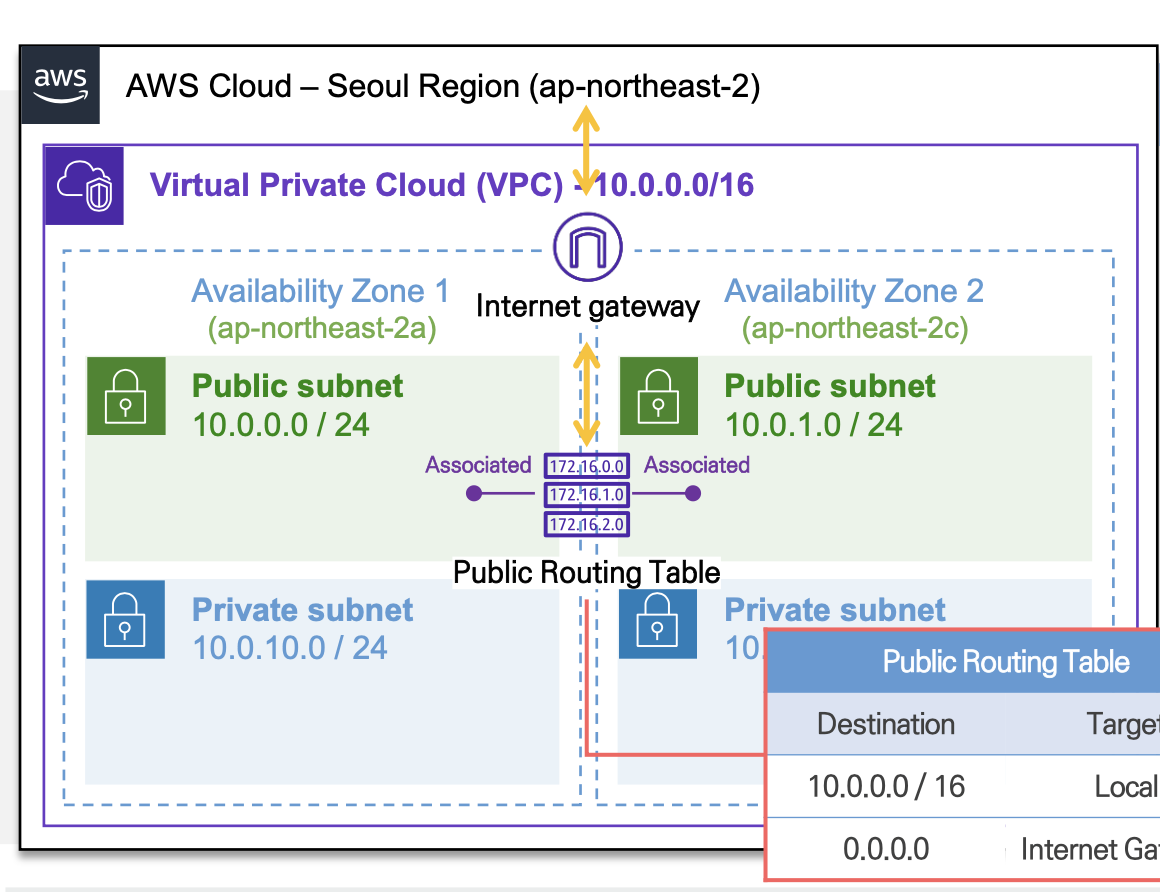 aws
AWS Cloud – Seoul Region (ap-northeast-2)
Virtual Private Cloud (VPC) - 10.0.0.0/16
Availability Zone 1
(ap-northeast-2a)
Internet gateway
Availability Zone 2
(ap-northeast-2c)
Public subnet
10.0.0.0 / 24
Public subnet
10.0.1.0 / 24
Associated
172.16.0.0
172.16.1.0
172.16.2.0
Associated
Public Routing Table
Private subnet
10.0.10.0 / 24
Private subnet
10.
Public Routing Table
Destination
Target
10.0.0.0 / 16
Local
0.0.0.0
Internet